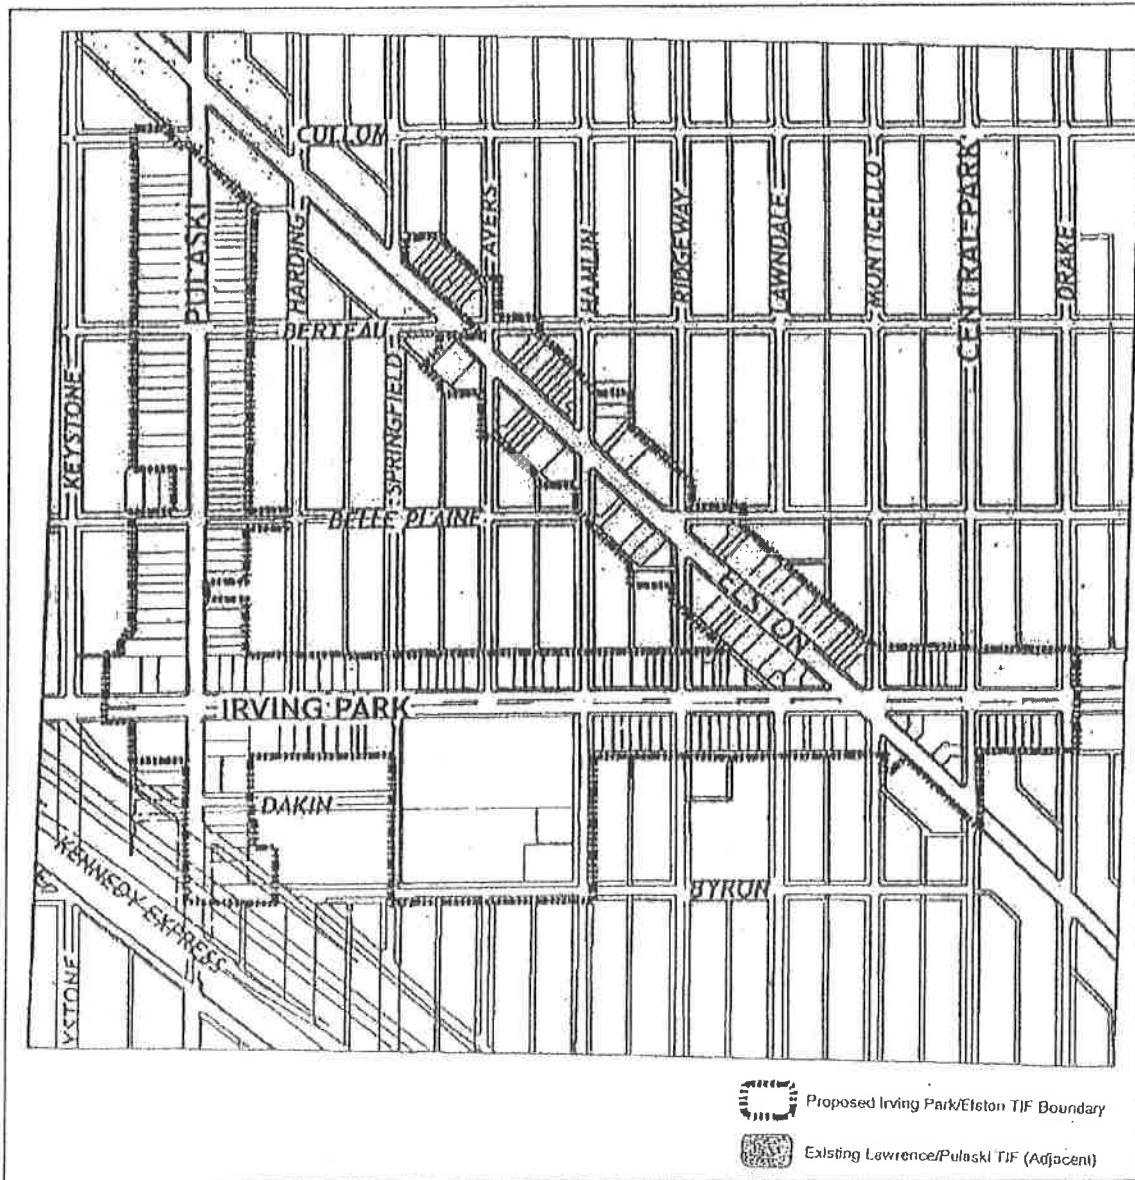 CULLOM
PULASKI
HARDING
AVERS
HAMLIN
RIDGEWAY
LAWNDALE
MONTICELLO
CENTRAL PARK
DRAKE
BERTEAU
KEYSTONE
SPRINGFIELD
BELLE PLAINE
ELSTON
IRVING PARK
DAKIN
KENNEDY EXPRESS
BYRON
YSTONE
Proposed Irving Park/Elston TIF Boundary
Existing Lawrence/Pulaski TIF (Adjacent)